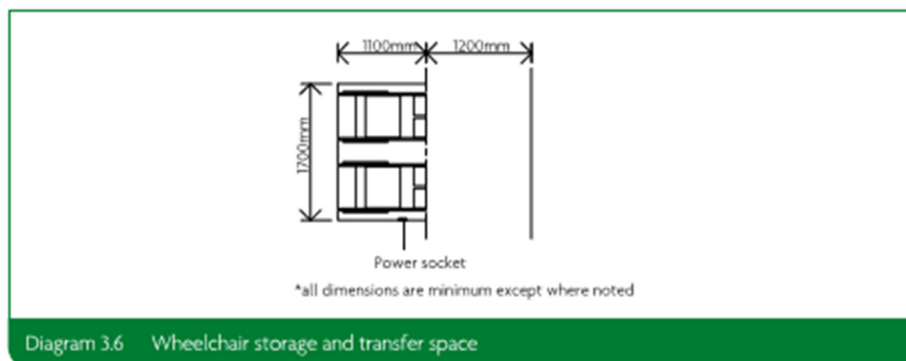 1100mm 1200mm
1700mm
Power socket
*all dimensions are minimum except where noted
Diagram 3.6 Wheelchair storage and transfer space